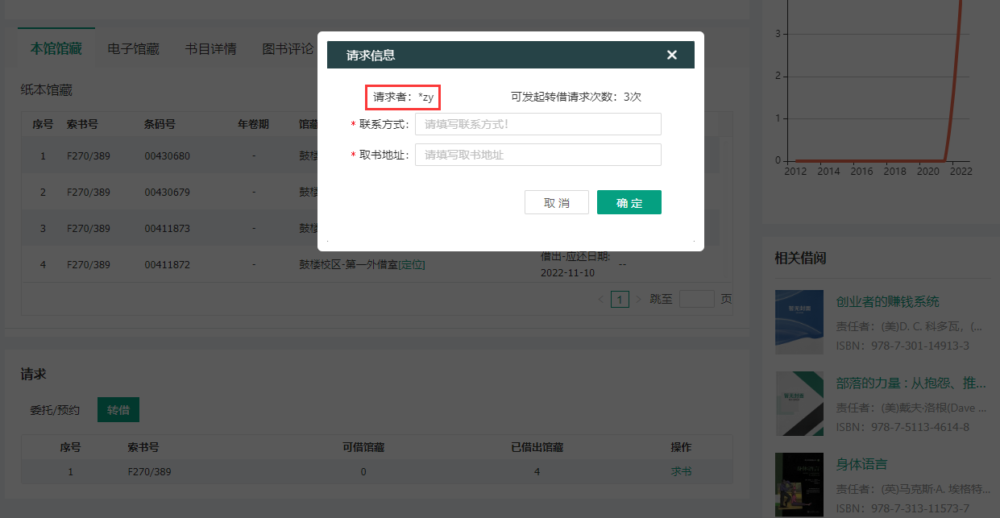 本馆馆藏 电子馆藏 书目详情 图书评论
纸本馆藏
序号 索书号 条码号 年卷期 馆藏
1 F270/389 00430680 - 鼓楼
2 F270/389 00430679 - 鼓楼
3 F270/389 00411873 - 鼓楼
4 F270/389 00411872 - 鼓楼校区-第一外借室[定位] 借出-应还日期: --
2022-11-10
< 1 > 跳至 页
请求信息 ×
请求者: *zy 可发起转借请求次数: 3次
* 联系方式: 请填写联系方式!
* 取书地址: 请填写取书地址
取 消 确 定
请求
委托/预约 转借
序号 索书号 可借馆藏 已借出馆藏 操作
1 F270/389 0 4 求书
3
2
1
0
2012 2014 2016 2018 2020 2022
相关借阅
暂无封面
创业者的赚钱系统
责任者: (美)D. C. 科多瓦, (...
ISBN: 978-7-301-14913-3
暂无封面
部落的力量 : 从抱怨、推...
责任者: (美)戴夫·洛根(Dave ...
ISBN: 978-7-5113-4614-8
身体语言
身体语言
责任者: (英)马克斯·A. 埃格特...
ISBN: 978-7-313-11573-7